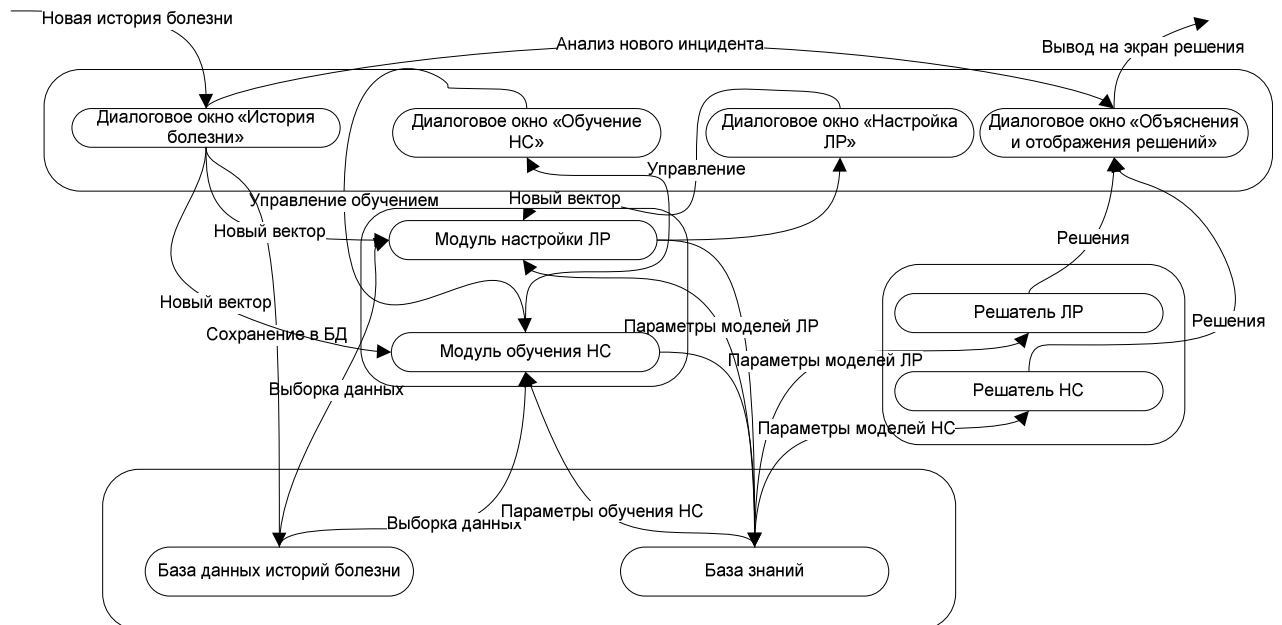 Новая история болезни
Анализ нового инцидента
Вывод на экран решения
Диалоговое окно «История
болезни»
Диалоговое окно «Обучение
НС»
Диалоговое окно «Настройка
ЛР»
Диалоговое окно «Объяснения
и отображения решений»
Управление
Управление обучением
Новый вектор
Новый вектор
Модуль настройки ЛР
Решения
Новый вектор
Решатель ЛР
Сохранение в БД
Параметры моделей ЛР
Решения
Модуль обучения НС
Параметры моделей ЛР
Выборка данных
Решатель НС
Параметры моделей НС
Параметры обучения НС
Выборка данных
База данных историй болезни
База знаний